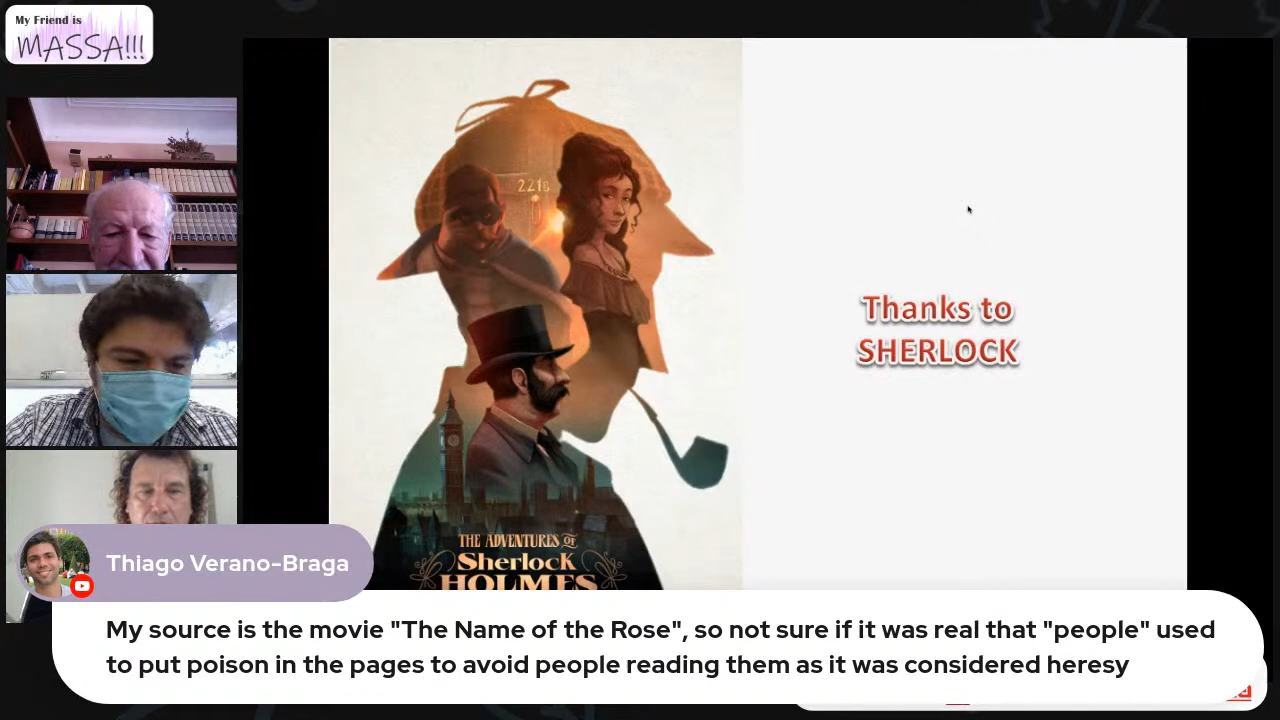 My Friend is
MASSA!!!
221B
Thanks to
SHERLOCK
THE ADVENTURES OF
Sherlock
HOLMES
Thiago Verano-Braga
My source is the movie "The Name of the Rose", so not sure if it was real that "people" used
to put poison in the pages to avoid people reading them as it was considered heresy